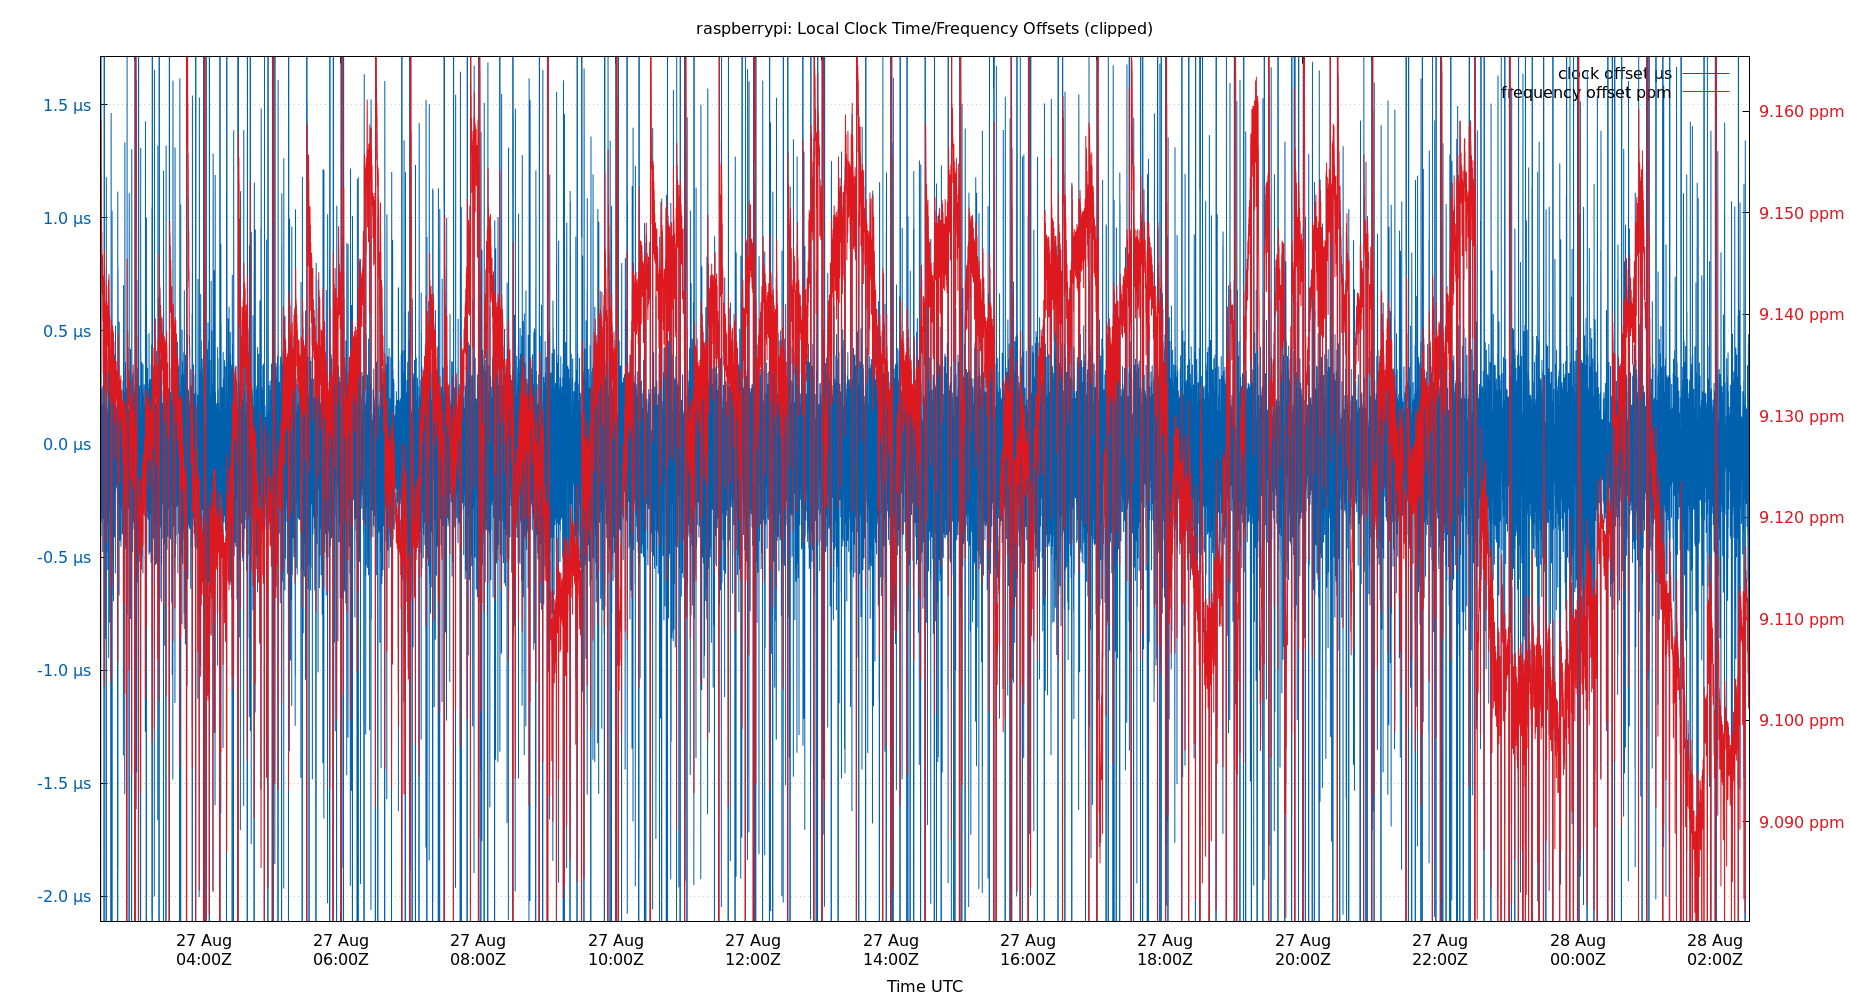 raspberrypi: Local Clock Time/Frequency Offsets (clipped)
clock offset µs
frequency offset ppm
1.5 µs
1.0 µs
0.5 µs
0.0 µs
-0.5 µs
-1.0 µs
-1.5 µs
-2.0 µs
9.160 ppm
9.150 ppm
9.140 ppm
9.130 ppm
9.120 ppm
9.110 ppm
9.100 ppm
9.090 ppm
27 Aug 27 Aug 27 Aug 27 Aug 27 Aug 27 Aug 27 Aug 27 Aug 27 Aug 27 Aug 28 Aug 28 Aug
04:00Z 06:00Z 08:00Z 10:00Z 12:00Z 14:00Z 16:00Z 18:00Z 20:00Z 22:00Z 00:00Z 02:00Z
Time UTC